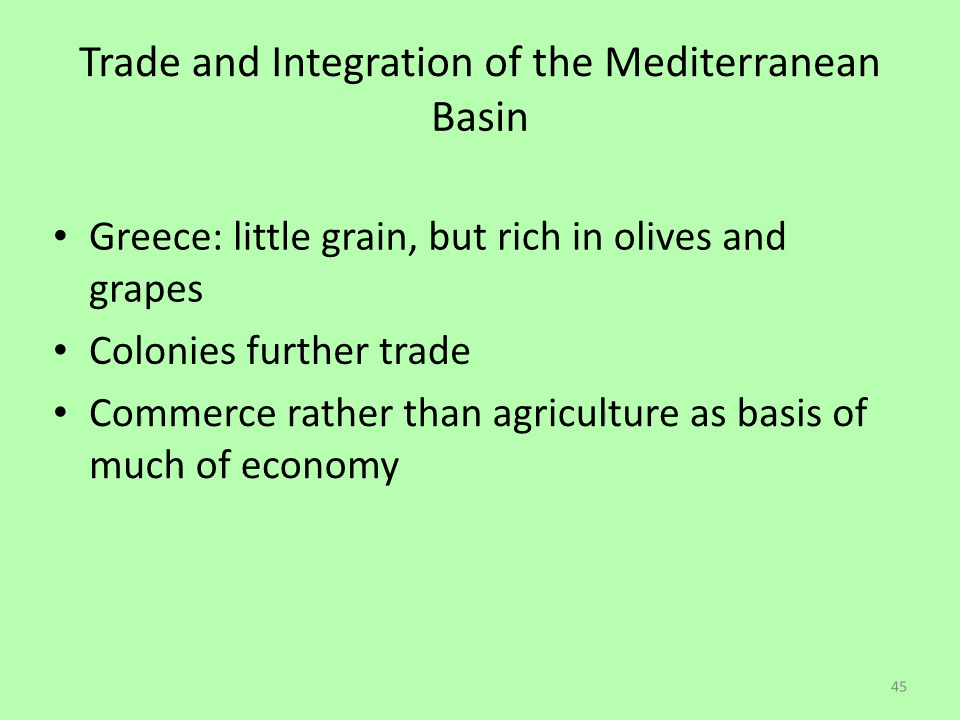 Trade and Integration of the Mediterranean
Basin
• Greece: little grain, but rich in olives and
grapes
• Colonies further trade
• Commerce rather than agriculture as basis of
much of economy
45